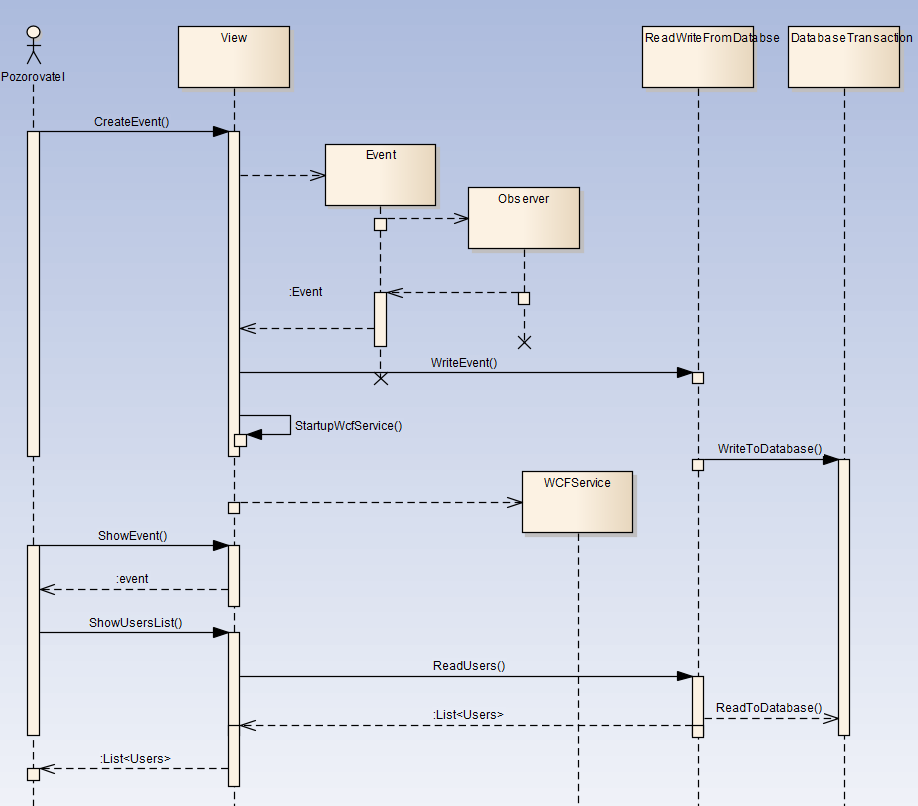 View
ReadWriteFromDatabse
DatabaseTransaction
Pozorovatel
CreateEvent()
Event
Observer
:Event
WriteEvent()
StartupWcfService()
WriteToDatabase()
WCFService
ShowEvent()
:event
ShowUsersList()
ReadUsers()
ReadToDatabase()
:List<Users>
:List<Users>